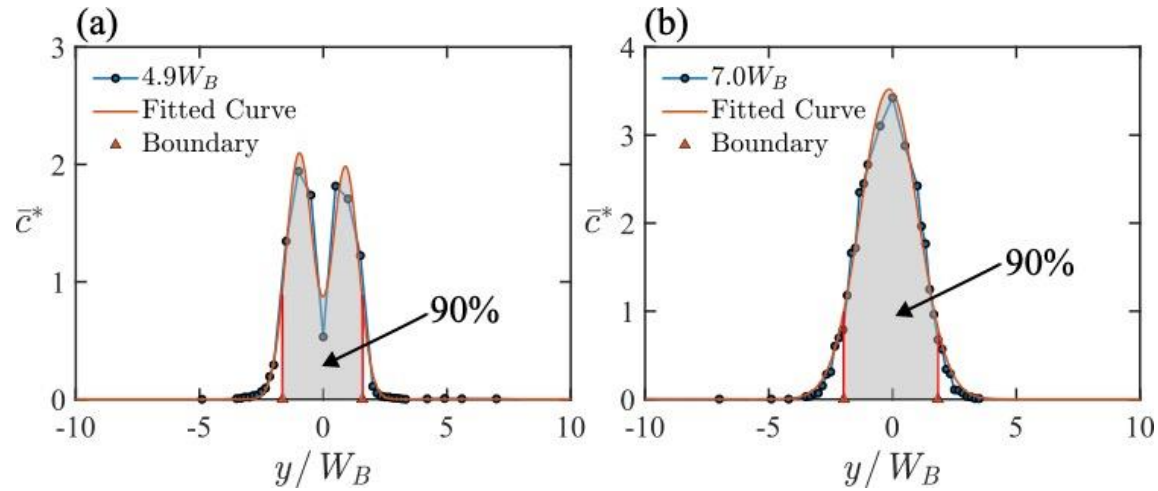 (a)
3
2
1
0
c̄*
4.9W_B
Fitted Curve
Boundary
90%
-10
-5
0
5
10
y / W_B
(b)
4
3
2
1
0
c̄*
7.0W_B
Fitted Curve
Boundary
90%
-10
-5
0
5
10
y / W_B